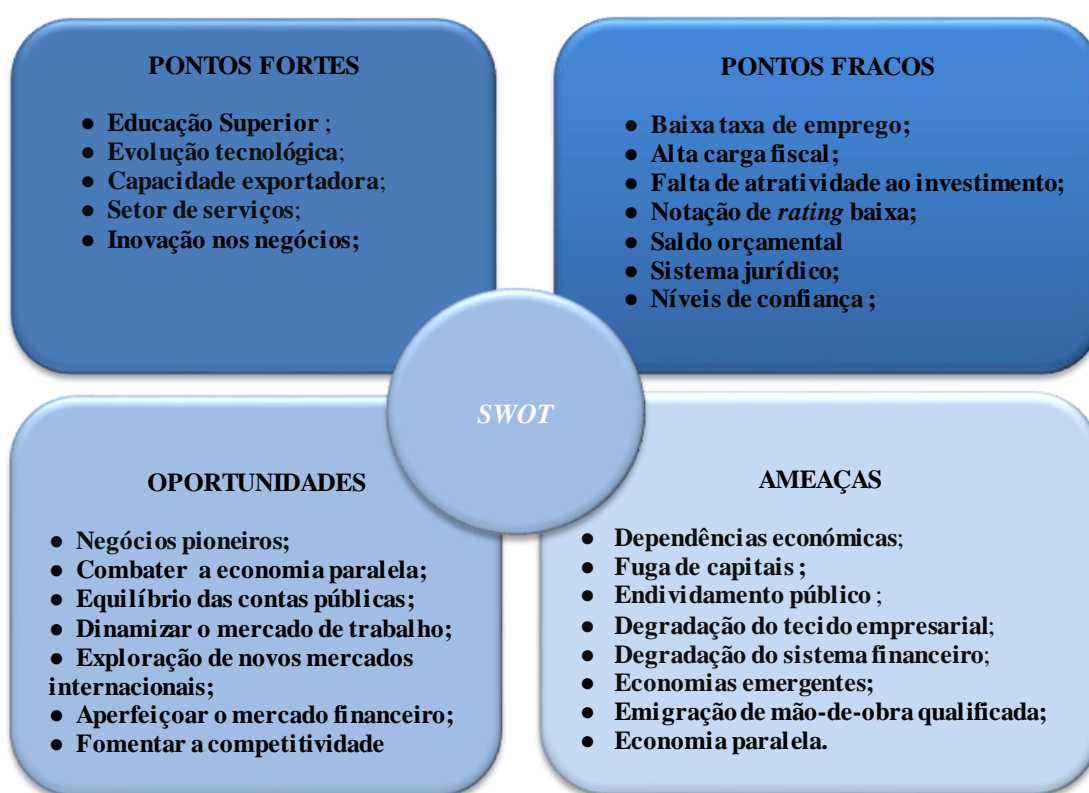 PONTOS FORTES
● Educação Superior ;
● Evolução tecnológica;
● Capacidade exportadora;
● Setor de serviços;
● Inovação nos negócios;
PONTOS FRACOS
● Baixa taxa de emprego;
● Alta carga fiscal;
● Falta de atratividade ao investimento;
● Notação de rating baixa;
● Saldo orçamental
● Sistema jurídico;
● Níveis de confiança ;
SWOT
OPORTUNIDADES
● Negócios pioneiros;
● Combater a economia paralela;
● Equilíbrio das contas públicas;
● Dinamizar o mercado de trabalho;
● Exploração de novos mercados
internacionais;
● Aperfeiçoar o mercado financeiro;
● Fomentar a competitividade
AMEAÇAS
● Dependências económicas;
● Fuga de capitais ;
● Endividamento público ;
● Degradação do tecido empresarial;
● Degradação do sistema financeiro;
● Economias emergentes;
● Emigração de mão-de-obra qualificada;
● Economia paralela.